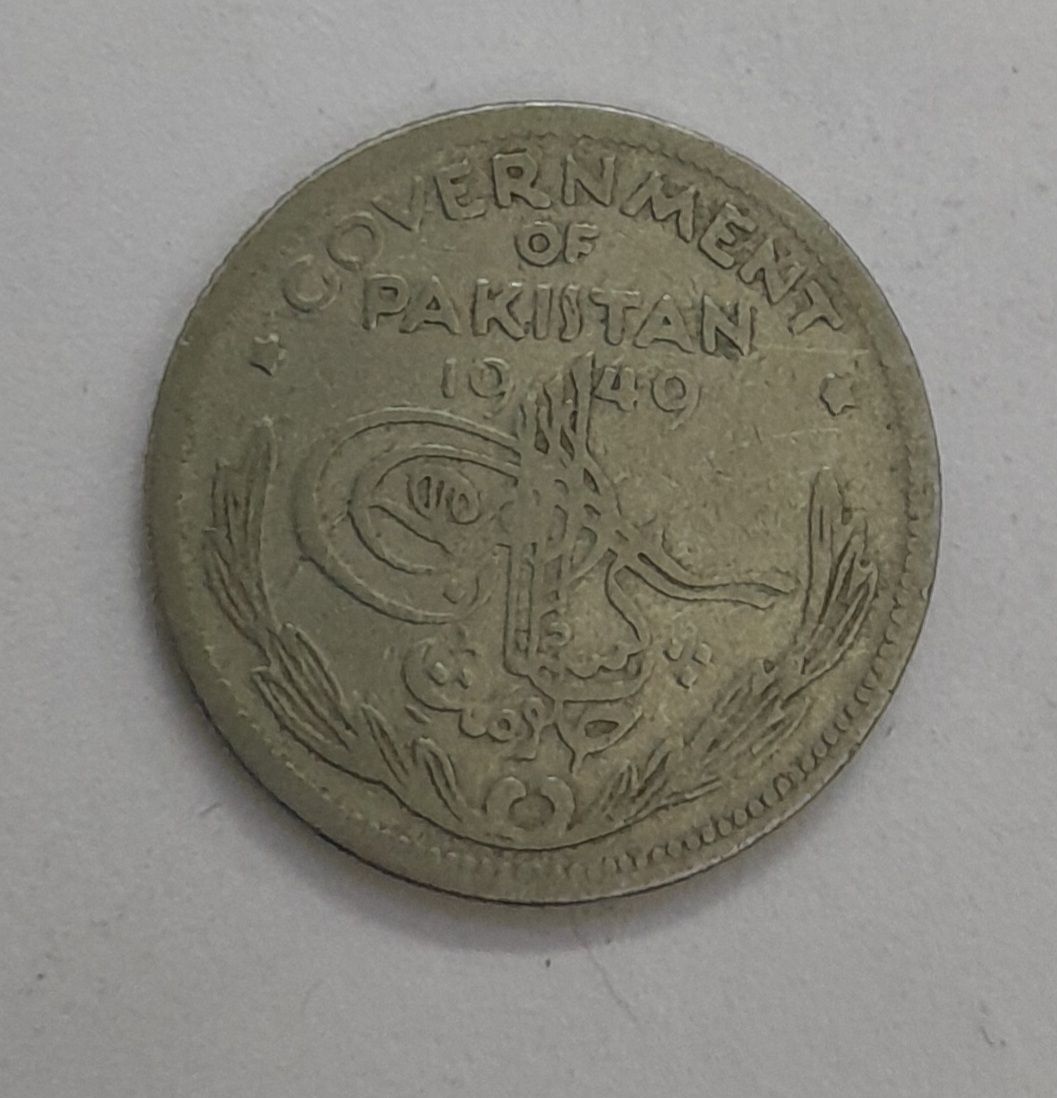 GOVERNMENT
OF
PAKISTAN
1949